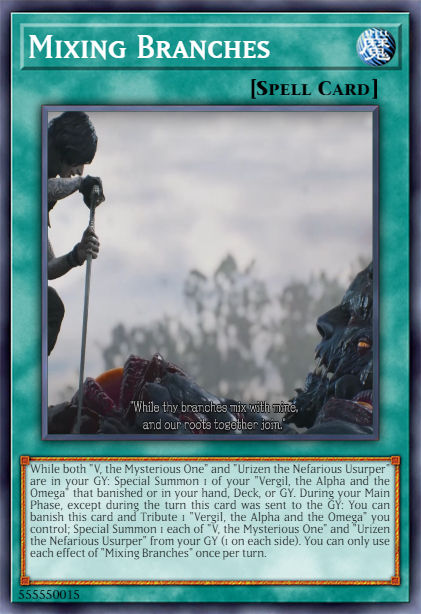 Mixing Branches
魔
[Spell Card]
"While thy branches mix with mine,
and our roots together join."
While both "V, the Mysterious One" and "Urizen the Nefarious Usurper"
are in your GY: Special Summon 1 of your "Vergil, the Alpha and the
Omega" that banished or in your hand, Deck, or GY. During your Main
Phase, except during the turn this card was sent to the GY: You can
banish this card and Tribute 1 "Vergil, the Alpha and the Omega" you
control; Special Summon 1 each of "V, the Mysterious One" and "Urizen
the Nefarious Usurper" from your GY (1 on each side). You can only use
each effect of "Mixing Branches" once per turn.
555550015